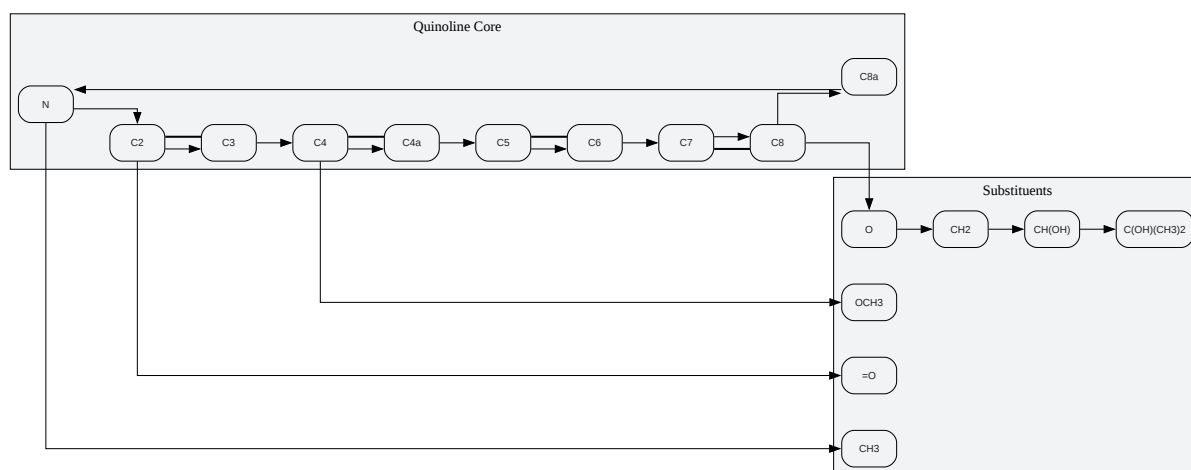 Quinoline Core
C8a
N
C2
C3
C4
C4a
C5
C6
C7
C8
Substituents
O
CH2
CH(OH)
C(OH)(CH3)2
OCH3
=O
CH3